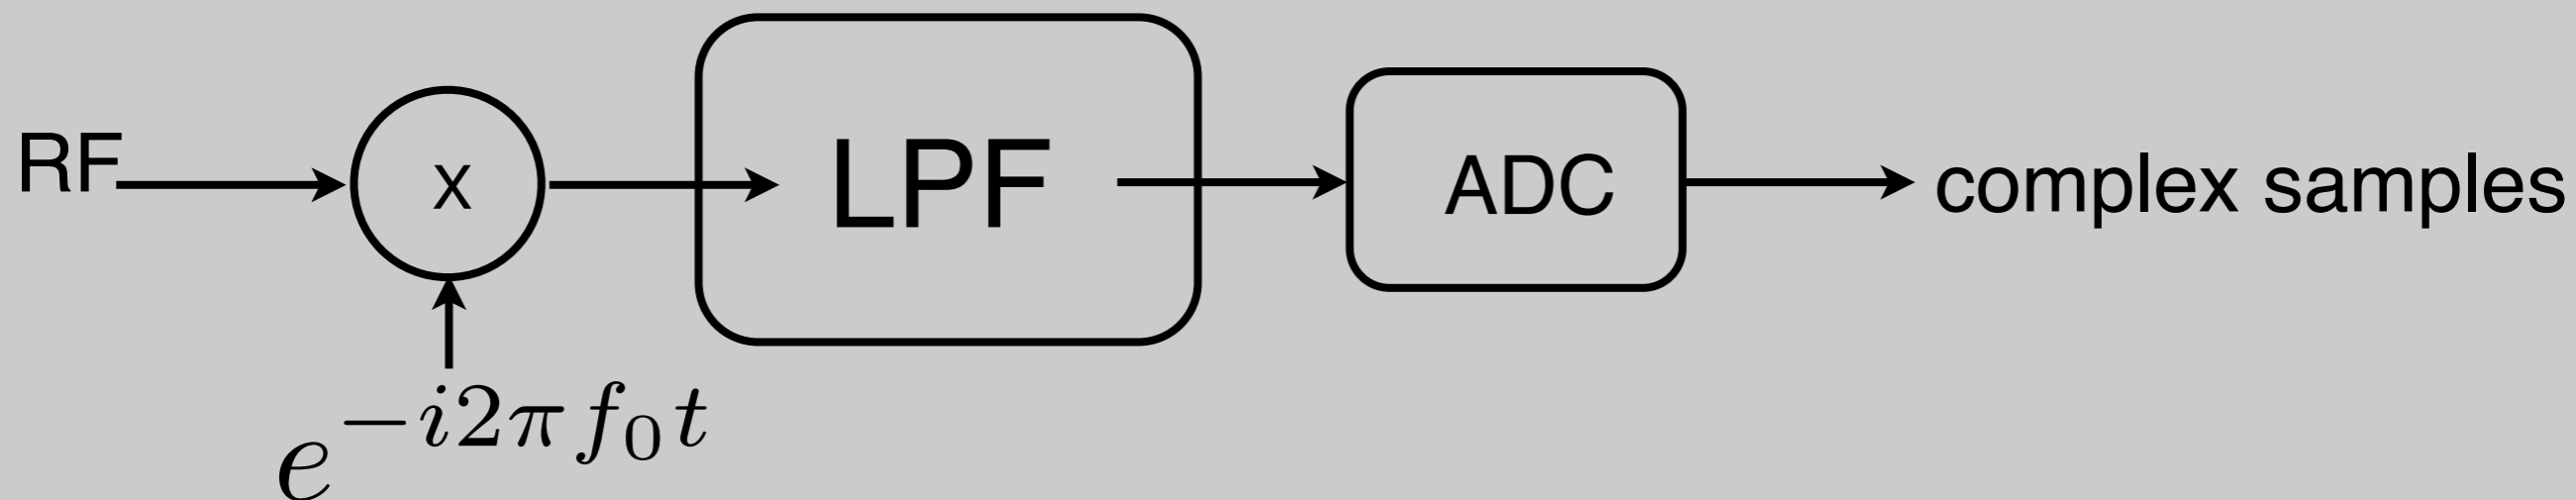 RF x LPF ADC complex samples
e^{-i2πf_0t}